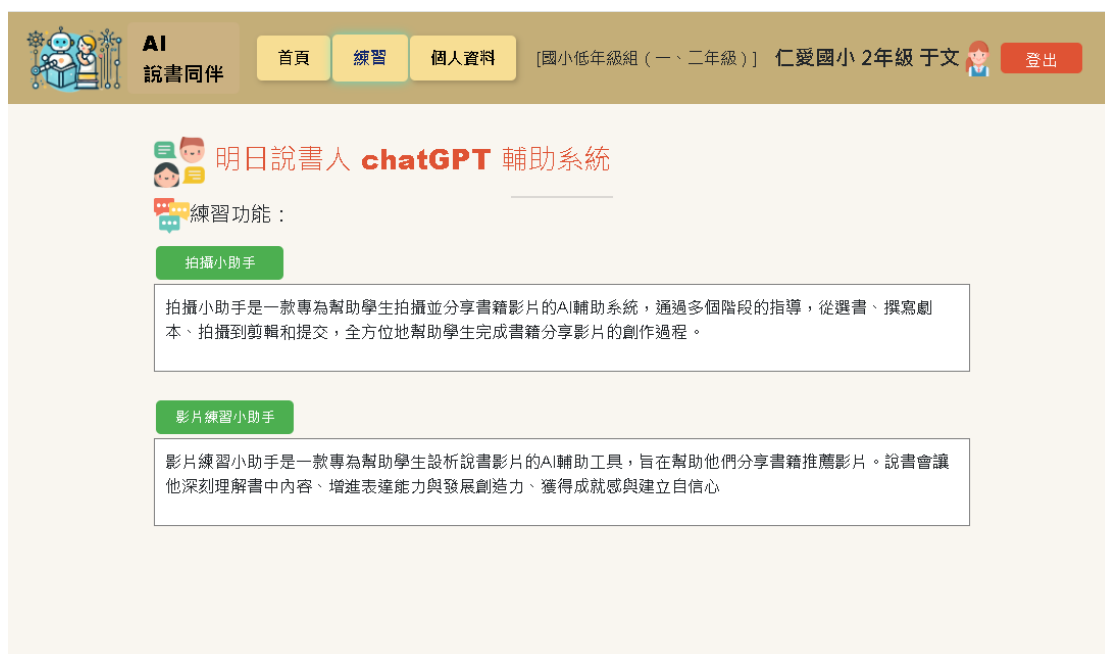 AI
說書同伴
首頁 練習 個人資料 [國小低年級組(一、二年級)] 仁愛國小 2年級 于文 登出
明日說書人 chatGPT 輔助系統
練習功能：
拍攝小助手
拍攝小助手是一款專為幫助學生拍攝並分享書籍影片的AI輔助系統，通過多個階段的指導，從選書、撰寫劇
本、拍攝到剪輯和提交，全方位地幫助學生完成書籍分享影片的創作過程。
影片練習小助手
影片練習小助手是一款專為幫助學生設析說書影片的AI輔助工具，旨在幫助他們分享書籍推薦影片。說書會讓
他深刻理解書中內容、增進表達能力與發展創造力、獲得成就感與建立自信心